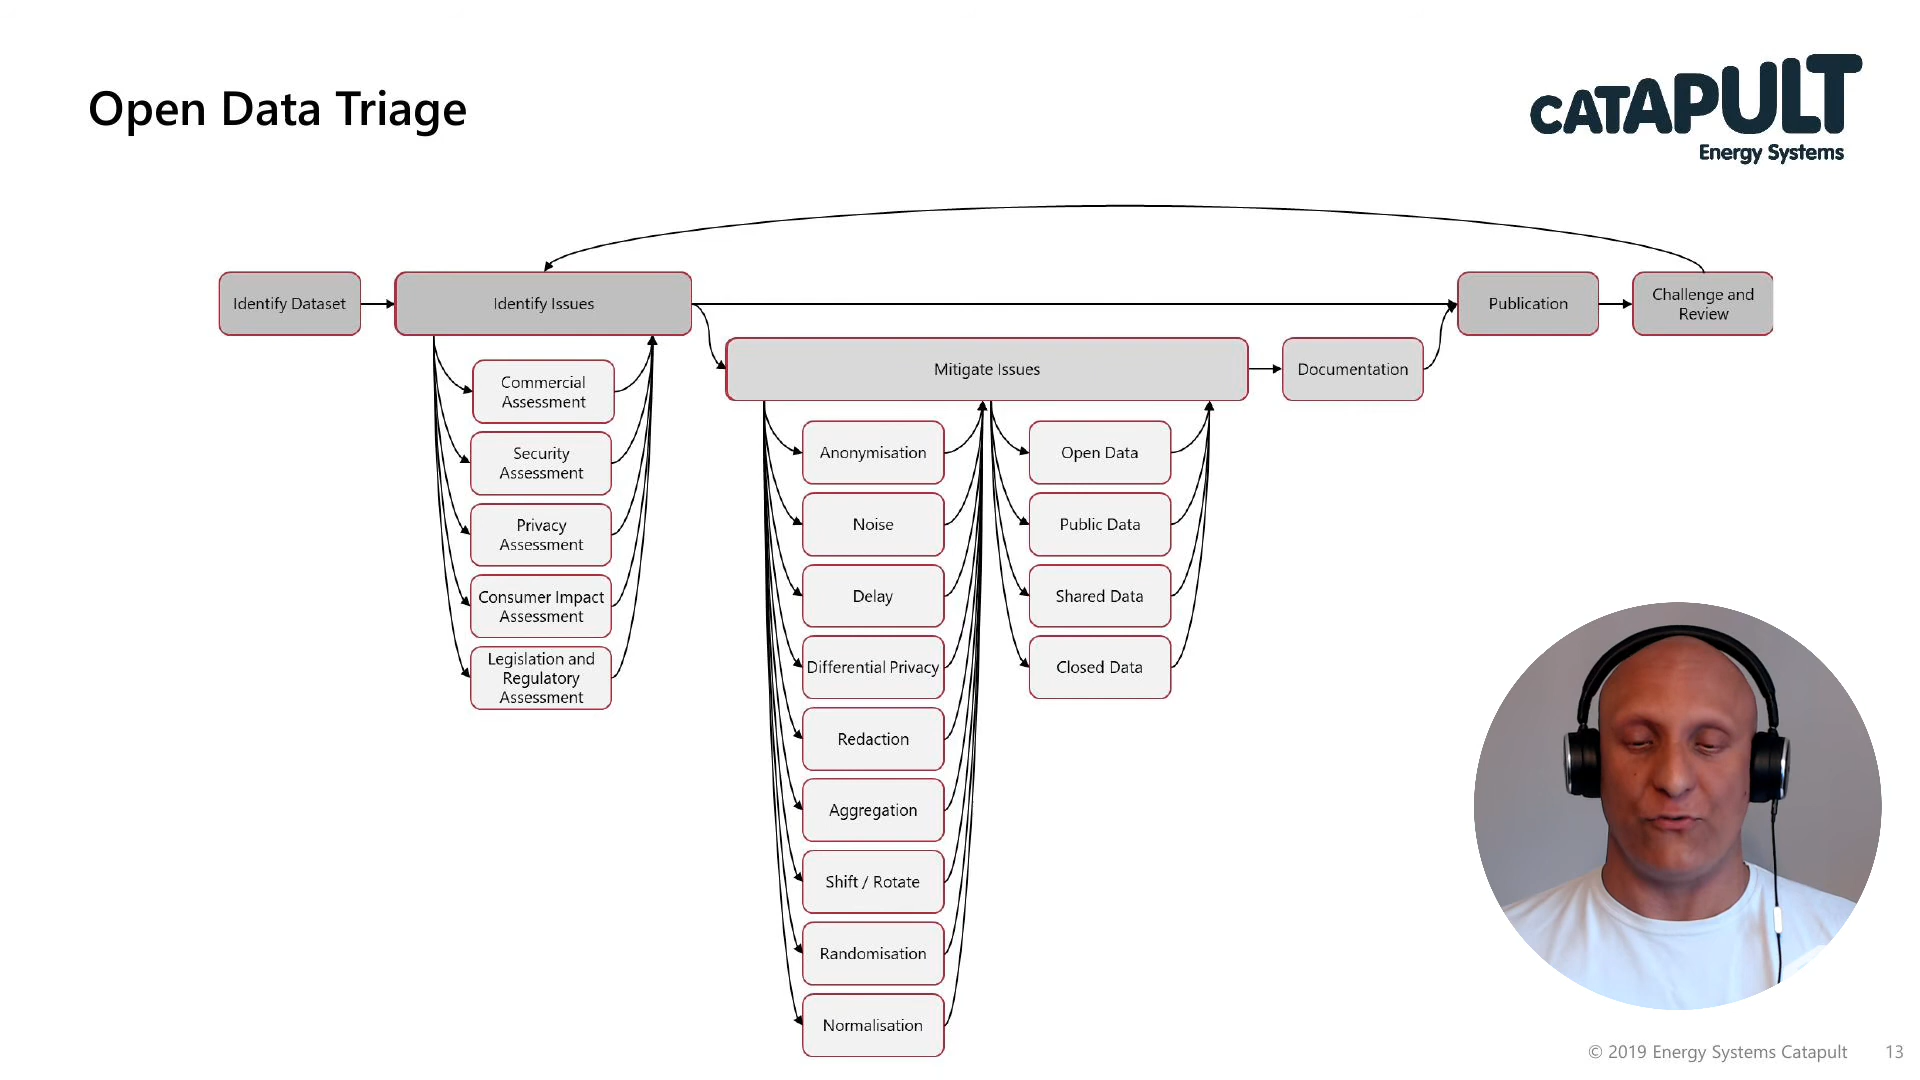 Open Data Triage
CATAPULT
Energy Systems
Identify Dataset
Identify Issues
Publication
Challenge and
Review
Mitigate Issues
Documentation
Commercial
Assessment
Security
Assessment
Privacy
Assessment
Consumer Impact
Assessment
Legislation and
Regulatory
Assessment
Anonymisation
Noise
Delay
Differential Privacy
Redaction
Aggregation
Shift / Rotate
Randomisation
Normalisation
Open Data
Public Data
Shared Data
Closed Data
© 2019 Energy Systems Catapult
13